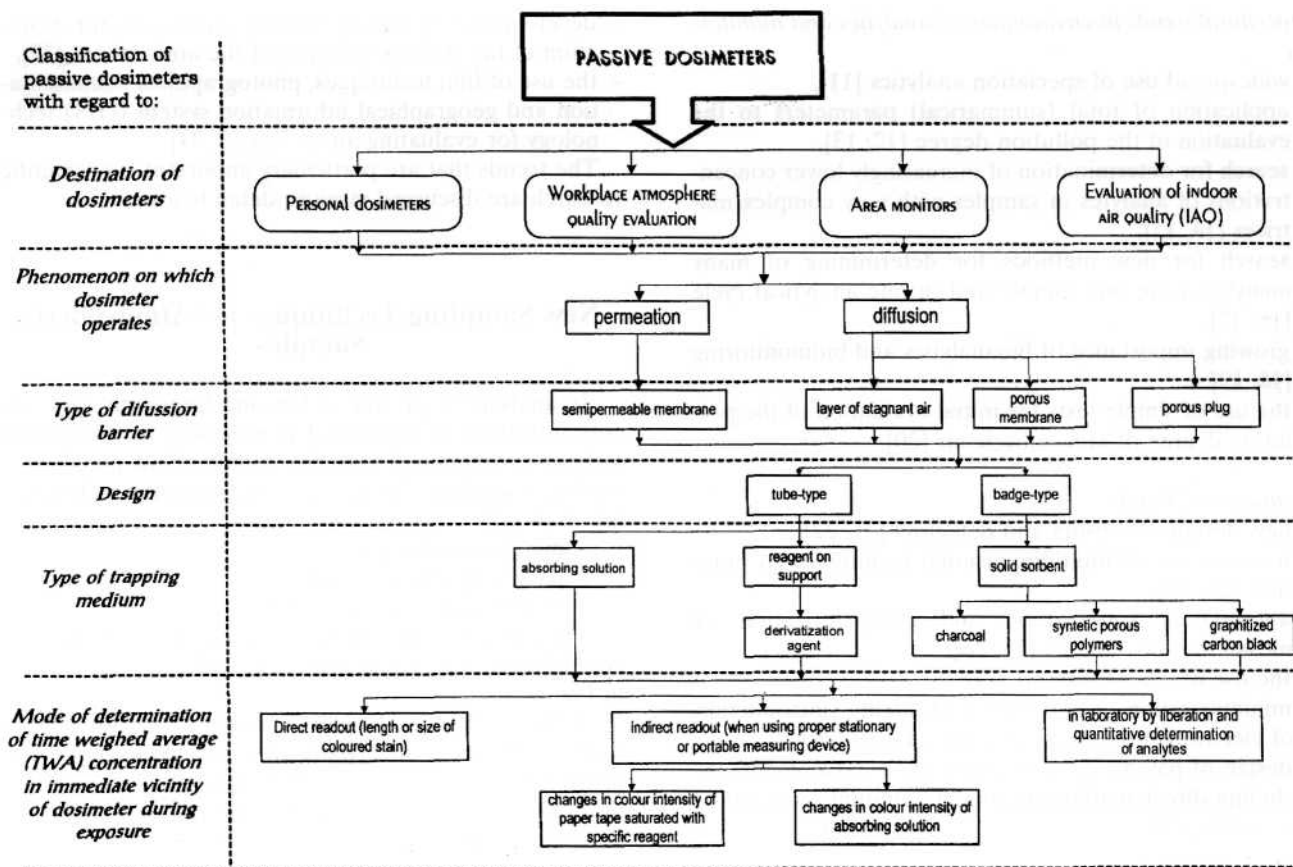 PASSIVE DOSIMETERS
Classification of
passive dosimeters
with regard to:
Destination of
dosimeters
PERSONAL DOSIMETERS
WORKPLACE ATMOSPHERE
QUALITY EVALUATION
AREA MONITORS
EVALUATION OF INDOOR
AIR QUALITY (IAQ)
Phenomenon on which
dosimeter
operates
permeation
diffusion
Type of difussion
barrier
semipermeable membrane
layer of stagnant air
porous
membrane
porous plug
Design
tube-type
badge-type
Type of trapping
medium
absorbing solution
reagent on
support
solid sorbent
derivatization
agent
charcoal
syntetic porous
polymers
graphitized
carbon black
Mode of determination
of time weighed average
(TWA) concentration
in immediate vicinity
of dosimeter during
exposure
Direct readout (length or size of
coloured stain)
indirect readout (when using proper stationary
or portable measuring device)
in laboratory by liberation and
quantitative determination
of analytes
changes in colour intensity of
paper tape saturated with
specific reagent
changes in colour intensity of
absorbing solution